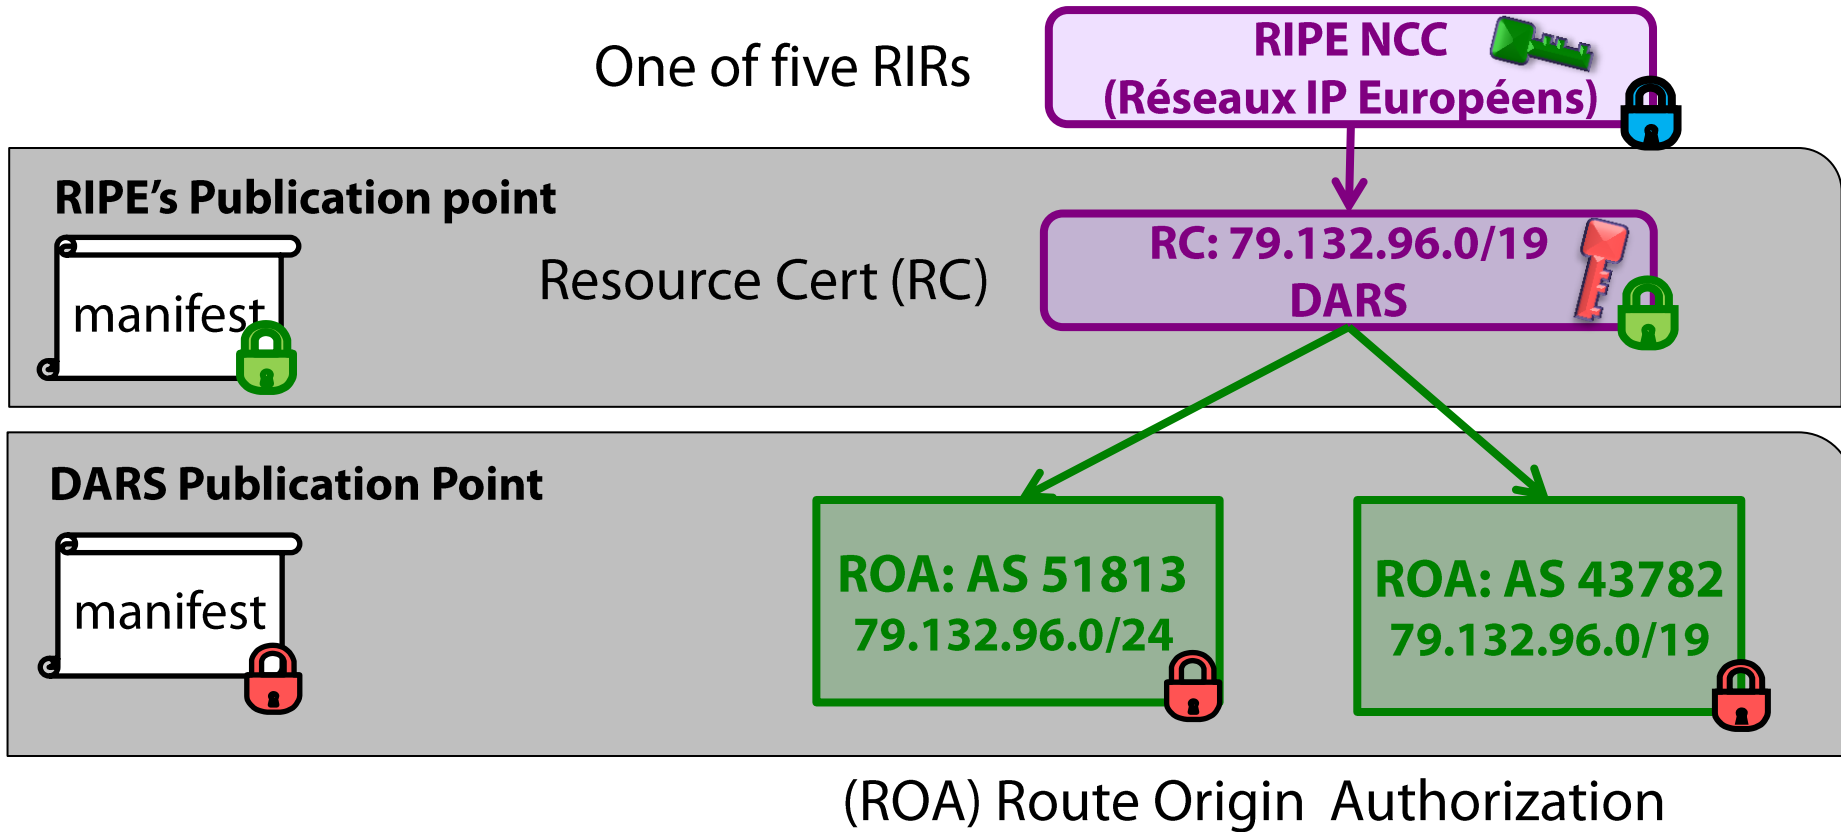 One of five RIRs
RIPE NCC
(Réseaux IP Européens)
RIPE’s Publication point
manifest
Resource Cert (RC)
RC: 79.132.96.0/19
DARS
DARS Publication Point
manifest
ROA: AS 51813
79.132.96.0/24
ROA: AS 43782
79.132.96.0/19
(ROA) Route Origin Authorization